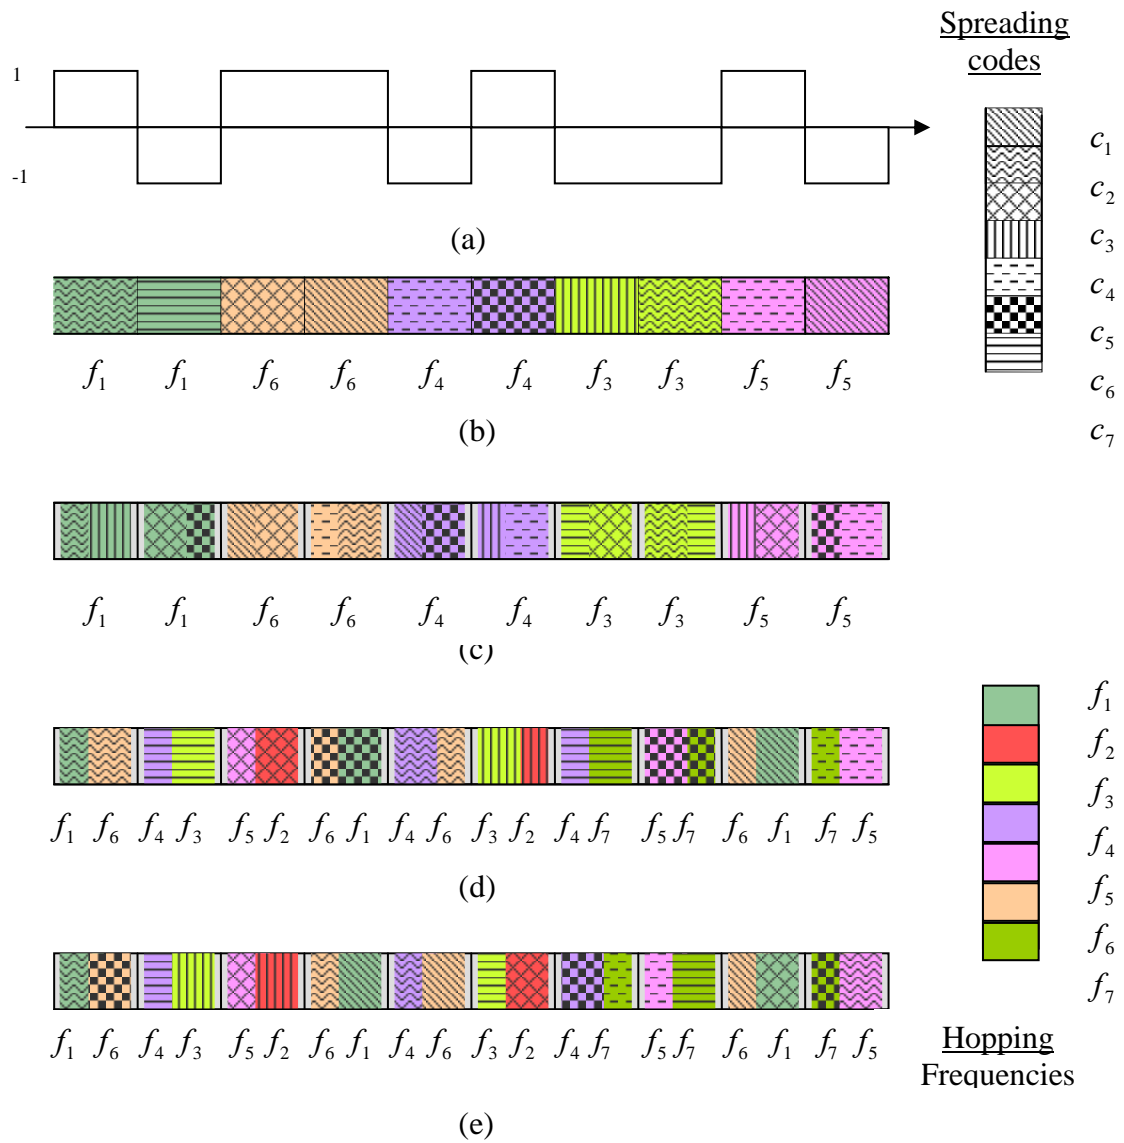 Spreading
codes
1
-1
c1
c2
c3
c4
c5
c6
c7
(a)
f1 f1 f6 f6 f4 f4 f3 f3 f5 f5
(b)
f1 f1 f6 f6 f4 f4 f3 f3 f5 f5
(c)
f1 f6 f4 f3 f5 f2 f6 f1 f4 f6 f3 f2 f4 f7 f5 f7 f6 f1 f7 f5
(d)
f1
f2
f3
f4
f5
f6
f7
Hopping
Frequencies
f1 f6 f4 f3 f5 f2 f6 f1 f4 f6 f3 f2 f4 f7 f5 f7 f6 f1 f7 f5
(e)